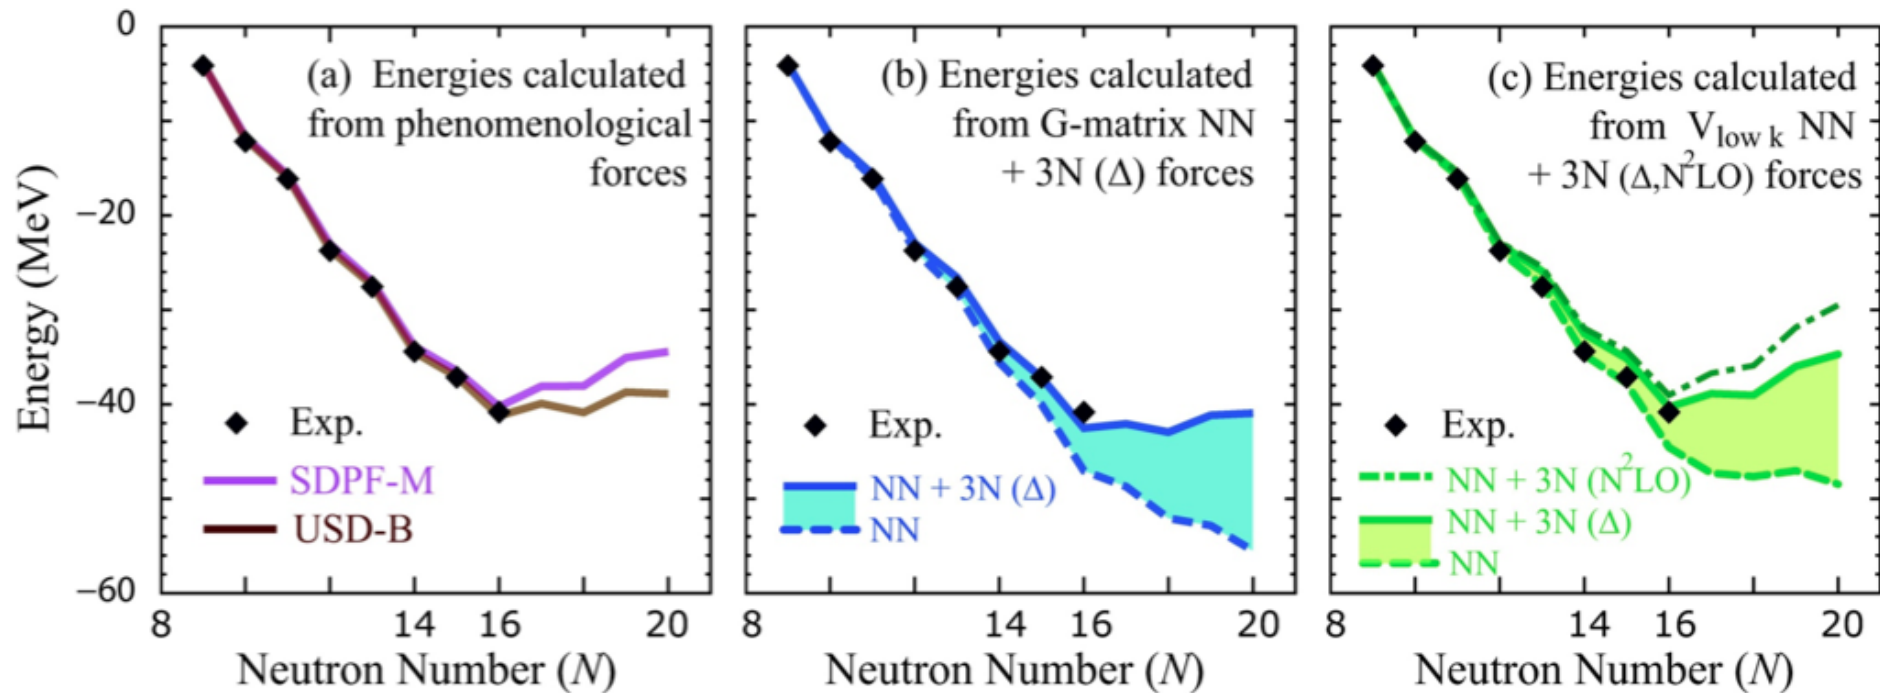 0
−20
−40
−60
Energy (MeV)
(a) Energies calculated
from phenomenological
forces
Exp.
SDPF-M
USD-B
8
14
16
20
Neutron Number (N)
(b) Energies calculated
from G-matrix NN
+ 3N (Δ) forces
Exp.
NN + 3N (Δ)
NN
8
14
16
20
Neutron Number (N)
(c) Energies calculated
from V low k NN
+ 3N (Δ,N²LO) forces
Exp.
NN + 3N (N²LO)
NN + 3N (Δ)
NN
8
14
16
20
Neutron Number (N)